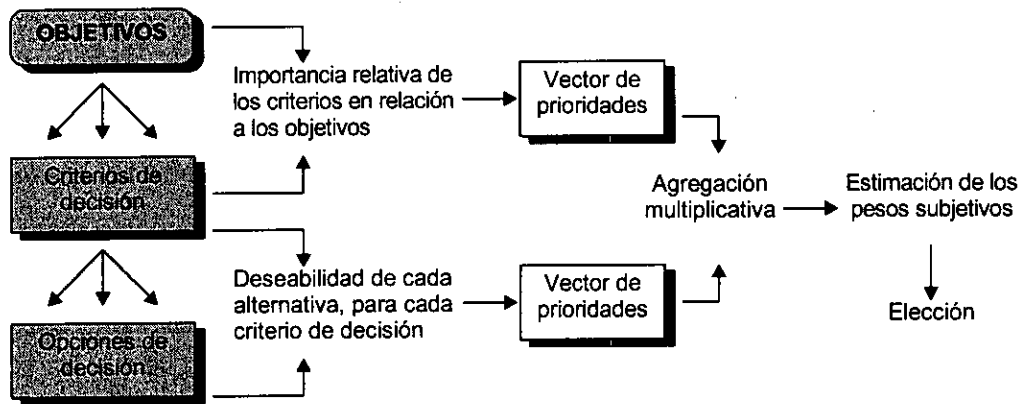 OBJETIVOS
Importancia relativa de
los criterios en relación
a los objetivos
Vector de
prioridades
Criterios de
decisión
Agregación
multiplicativa
Estimación de los
pesos subjetivos
Deseabilidad de cada
alternativa, para cada
criterio de decisión
Vector de
prioridades
Elección
Opciones de
decisión